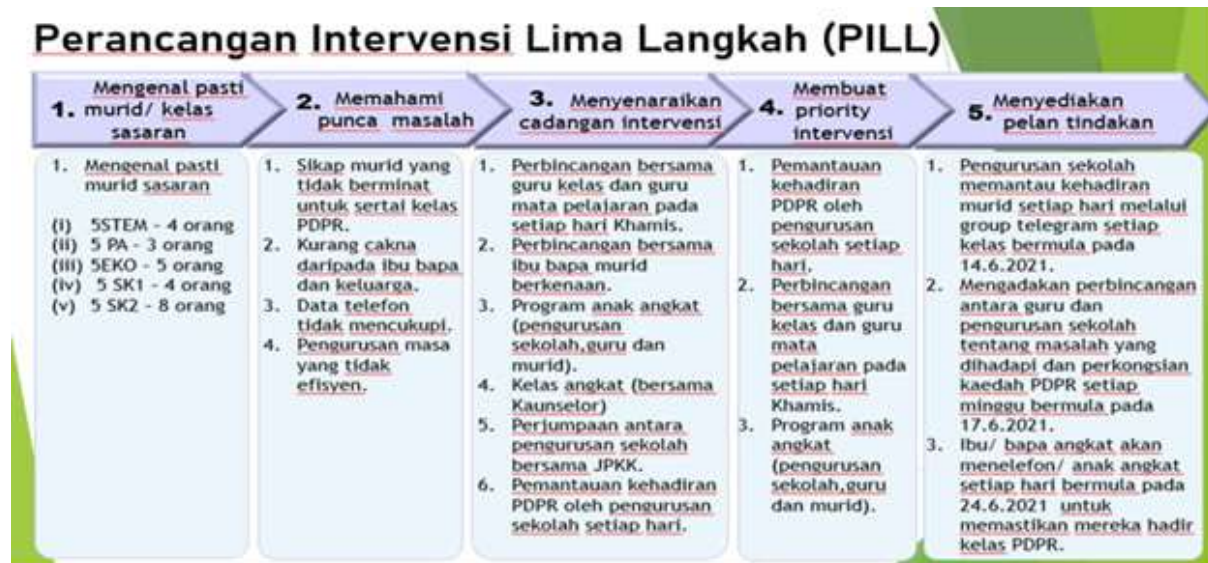 Perancangan Intervensi Lima Langkah (PILL)
1. Mengenal pasti
murid/ kelas
sasaran
2. Memahami
punca masalah
3. Menyenaraikan
cadangan intervensi
4. Membuat
priority
intervensi
5. Menyediakan
pelan tindakan
1. Mengenal pasti
murid sasaran
(i) 5STEM - 4 orang
(ii) 5 PA - 3 orang
(iii) 5EKO - 5 orang
(iv) 5 SK1 - 4 orang
(v) 5 SK2 - 8 orang
1. Sikap murid yang
tidak berminat
untuk sertai kelas
PDPR.
2. Kurang cakna
daripada ibu bapa
dan keluarga.
3. Data telefon
tidak mencukupi.
4. Pengurusan masa
yang tidak
efisyen.
1. Perbincangan bersama
guru kelas dan guru
mata pelajaran pada
setiap hari Khamis.
2. Perbincangan bersama
ibu bapa murid
berkenaan.
3. Program anak angkat
(pengurusan
sekolah,guru dan
murid).
4. Kelas angkat (bersama
Kaunselor)
5. Perjumpaan antara
pengurusan sekolah
bersama JPKK.
6. Pemantauan kehadiran
PDPR oleh pengurusan
sekolah setiap hari.
1. Pemantauan
kehadiran
PDPR oleh
pengurusan
sekolah setiap
hari.
2. Perbincangan
bersama guru
kelas dan guru
mata
pelajaran pada
setiap hari
Khamis.
3. Program anak
angkat
(pengurusan
sekolah,guru
dan murid).
1. Pengurusan sekolah
memantau kehadiran
murid setiap hari melalui
group telegram setiap
kelas bermula pada
14.6.2021.
2. Mengadakan perbincangan
antara guru dan
pengurusan sekolah
tentang masalah yang
dihadapi dan perkongsian
kaedah PDPR setiap
minggu bermula pada
17.6.2021.
3. Ibu/ bapa angkat akan
menelefon/ anak angkat
setiap hari bermula pada
24.6.2021 untuk
memastikan mereka hadir
kelas PDPR.